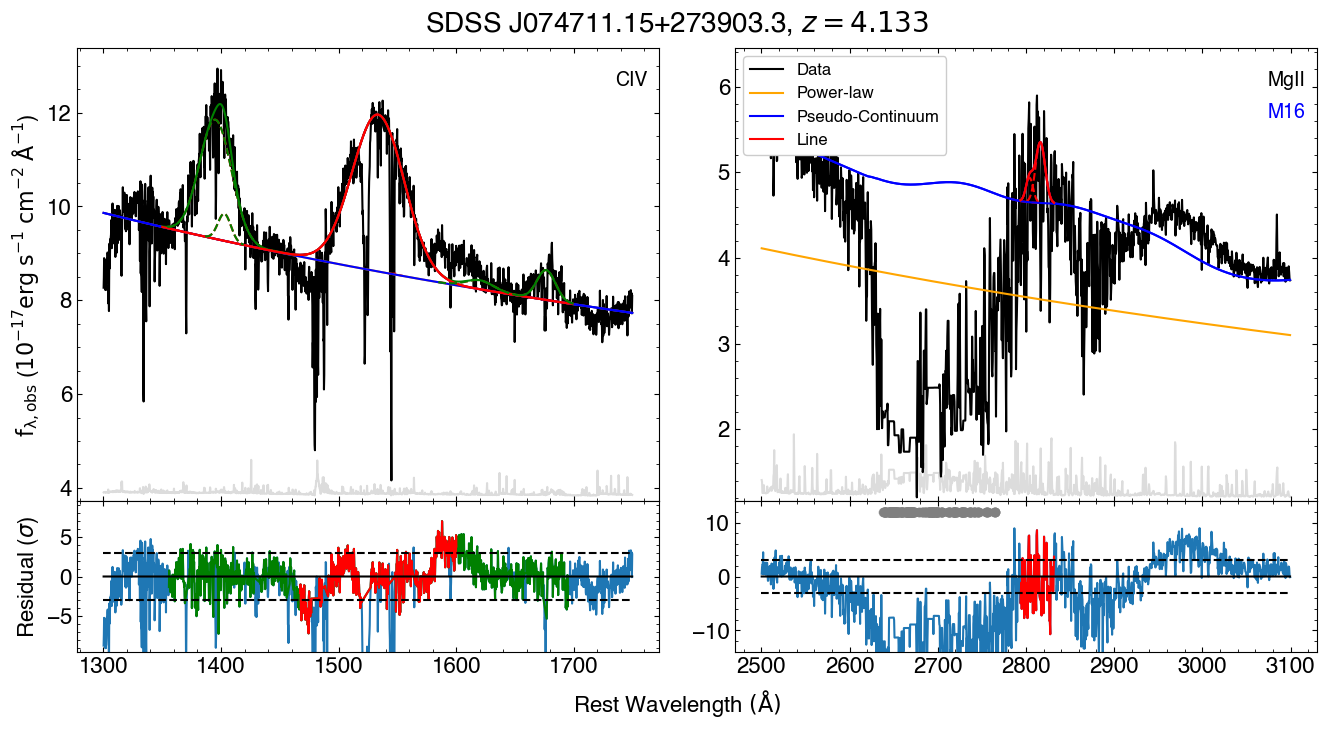 SDSS J074711.15+273903.3, z = 4.133
CIV
12
10
8
6
4
f_λ,obs (10⁻¹⁷ erg s⁻¹ cm⁻² Å⁻¹)
Data
Power-law
Pseudo-Continuum
Line
MgII
M16
6
5
4
3
2
5
0
−5
Residual (σ)
10
0
−10
1300 1400 1500 1600 1700
2500 2600 2700 2800 2900 3000 3100
Rest Wavelength (Å)